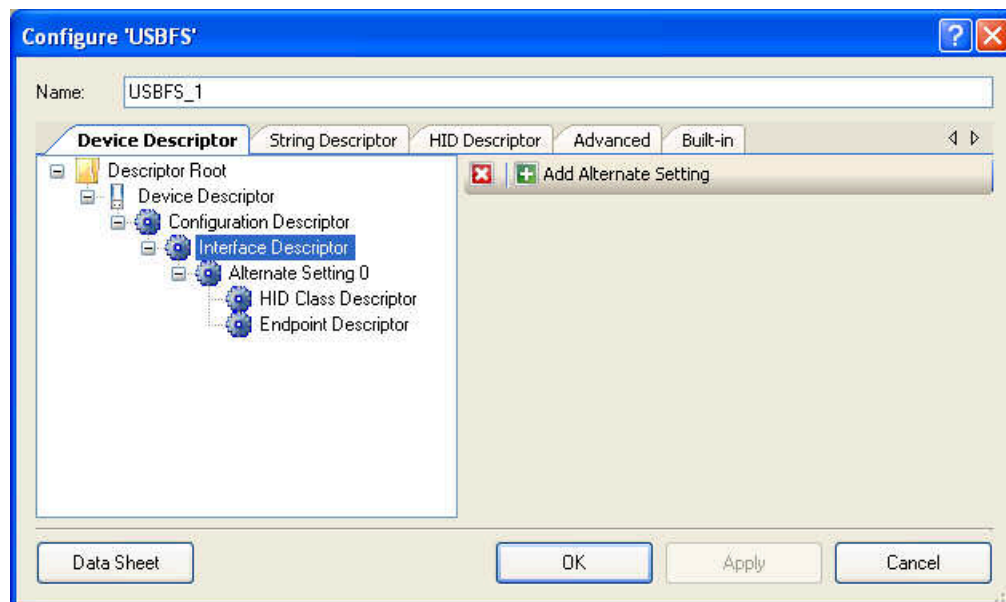 Configure 'USBFS'
Name: USBFS_1
Device Descriptor String Descriptor HID Descriptor Advanced Built-in
Descriptor Root
Add Alternate Setting
Device Descriptor
Configuration Descriptor
Interface Descriptor
Alternate Setting 0
HID Class Descriptor
Endpoint Descriptor
Data Sheet OK Apply Cancel